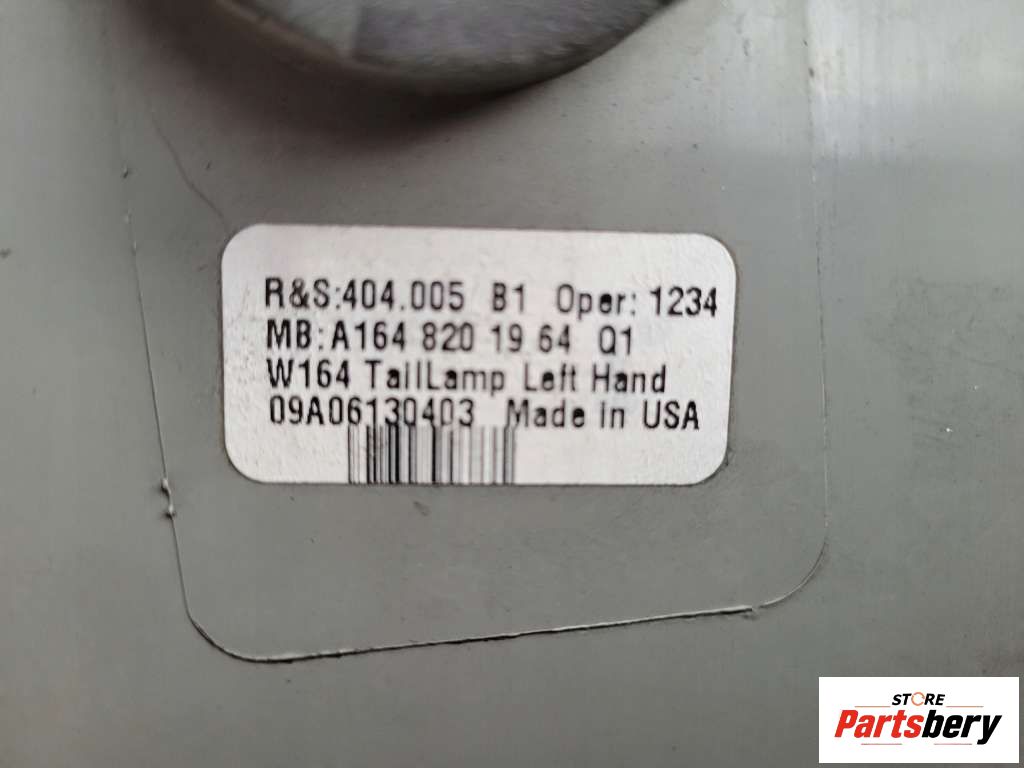 R&S:404.005 B1 Oper: 1234
MB:A164 820 19 64 Q1
W164 TailLamp Left Hand
09A06130403 Made in USA
STORE
Partsbery